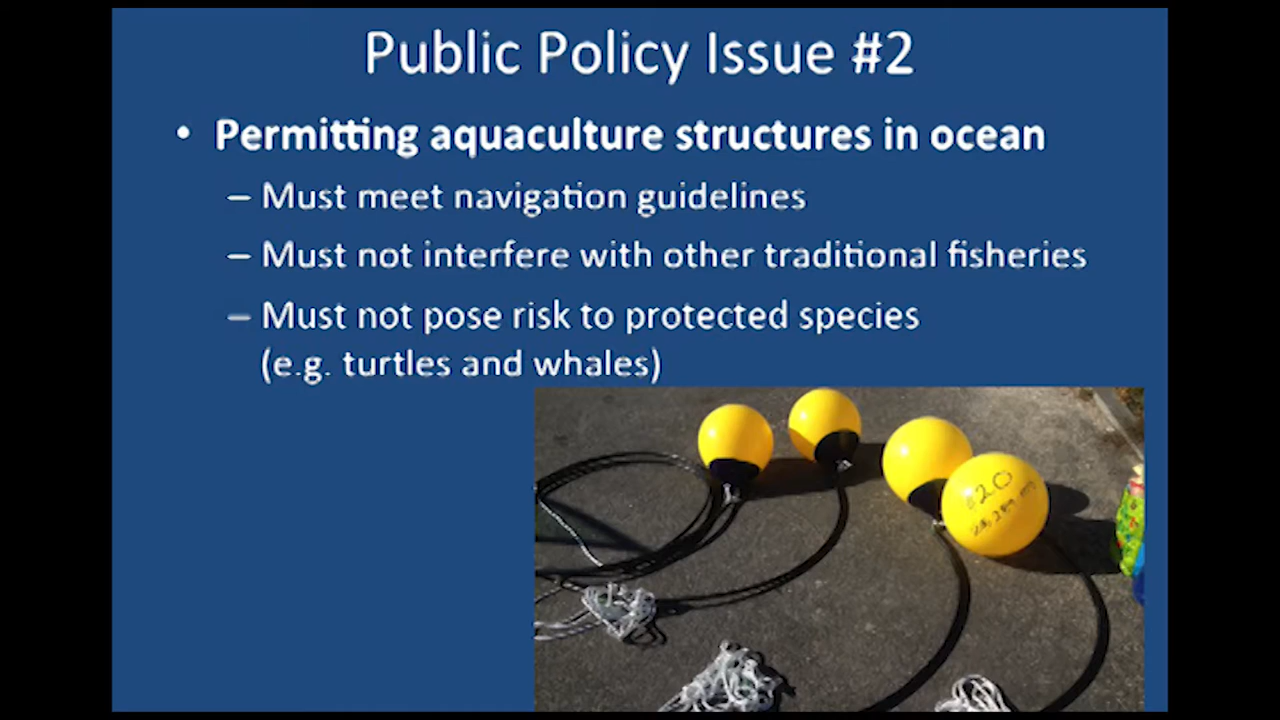 Public Policy Issue #2
• Permitting aquaculture structures in ocean
– Must meet navigation guidelines
– Must not interfere with other traditional fisheries
– Must not pose risk to protected species
(e.g. turtles and whales)